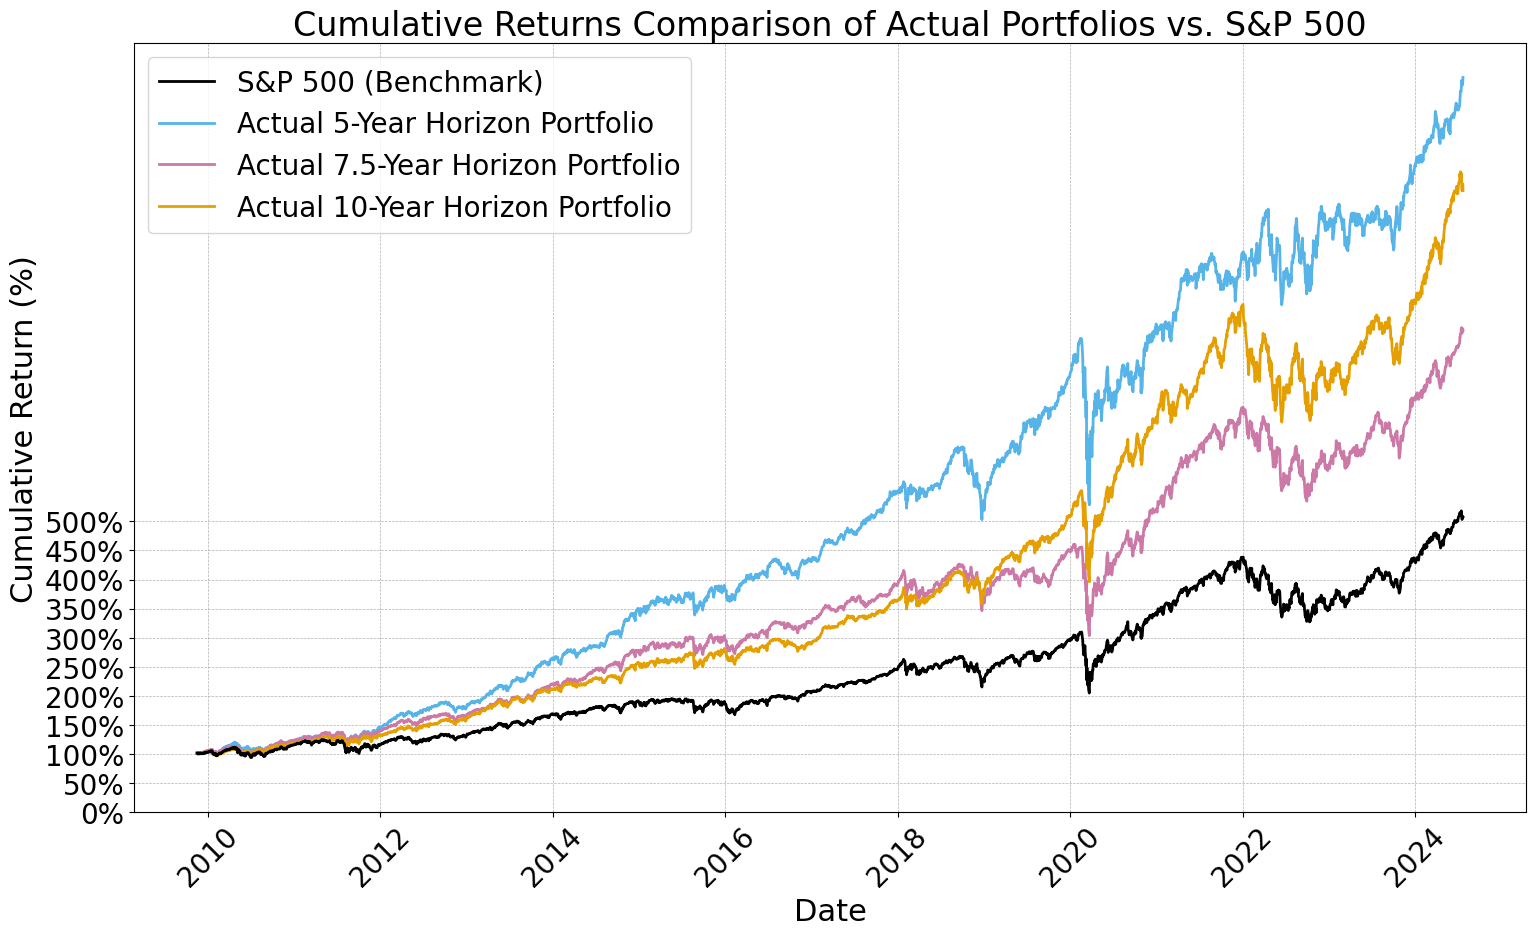 Cumulative Returns Comparison of Actual Portfolios vs. S&P 500
S&P 500 (Benchmark)
Actual 5-Year Horizon Portfolio
Actual 7.5-Year Horizon Portfolio
Actual 10-Year Horizon Portfolio
Cumulative Return (%)
500%
450%
400%
350%
300%
250%
200%
150%
100%
50%
0%
2010 2012 2014 2016 2018 2020 2022 2024
Date